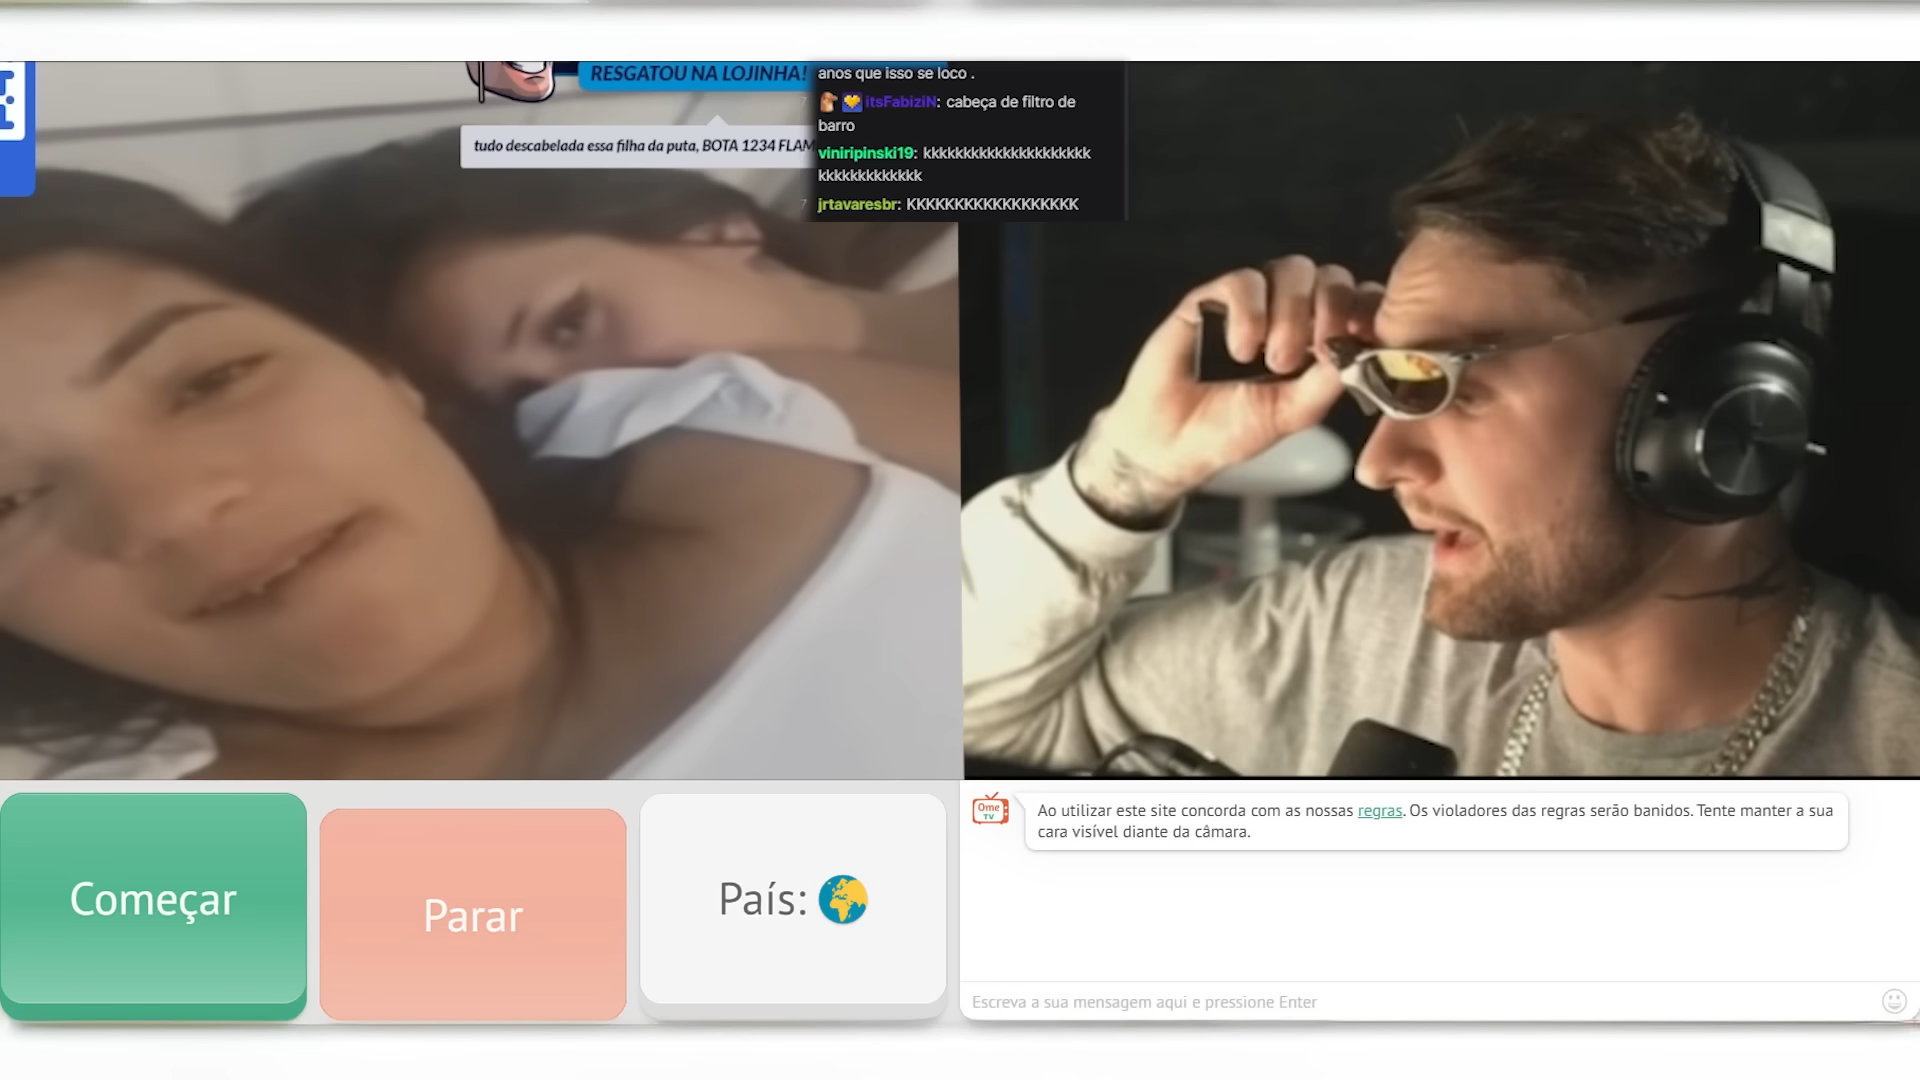 RESGATOU NA LOJINHA!
tudo descabelada essa filha da puta, BOTA 1234 FLAM
anos que isso se loco .
itsFabiziN: cabeça de filtro de
barro
viniripinski19: kkkkkkkkkkkkkkkkkkkkk
kkkkkkkkkkkkk
jrtavaresbr: KKKKKKKKKKKKKKKKKK
Começar
Parar
País:
Ome
TV
Ao utilizar este site concorda com as nossas regras. Os violadores das regras serão banidos. Tente manter a sua
cara visível diante da câmara.
Escreva a sua mensagem aqui e pressione Enter